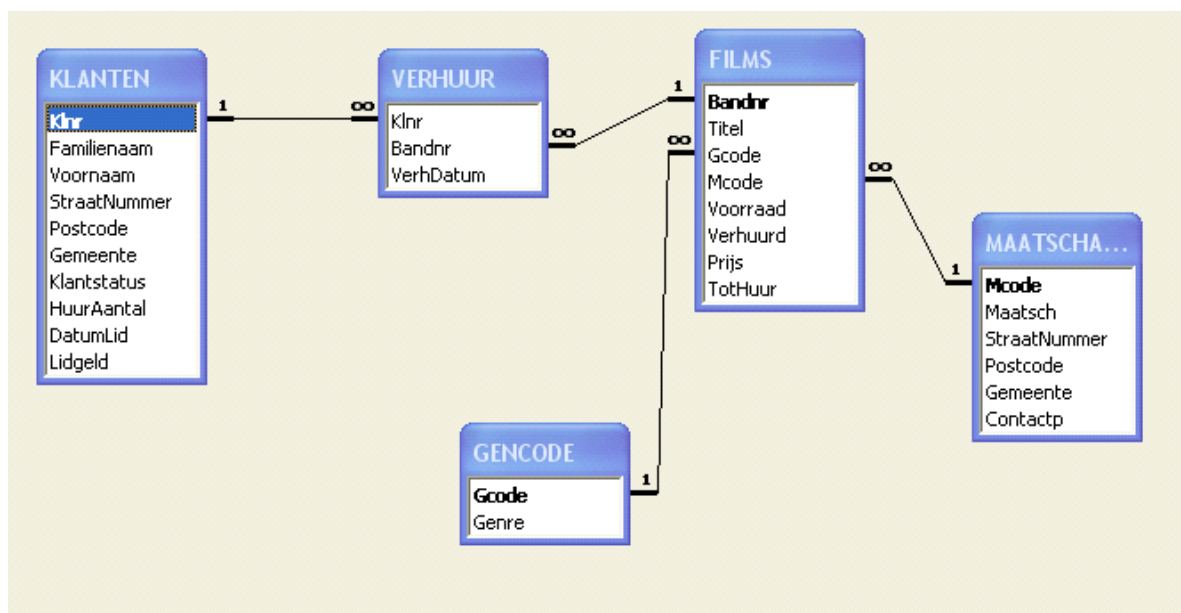 KLANTEN
Klnr
Familienaam
Voornaam
StraatNummer
Postcode
Gemeente
Klantstatus
HuurAantal
DatumLid
Lidgeld
1
∞
VERHUUR
Klnr
Bandnr
VerhDatum
∞
1
FILMS
Bandnr
Titel
Gcode
Mcode
Voorraad
Verhuurd
Prijs
TotHuur
∞
∞
1
MAATSCHA...
Mcode
Maatsch
StraatNummer
Postcode
Gemeente
Contactp
GENCODE
Gcode
Genre
1